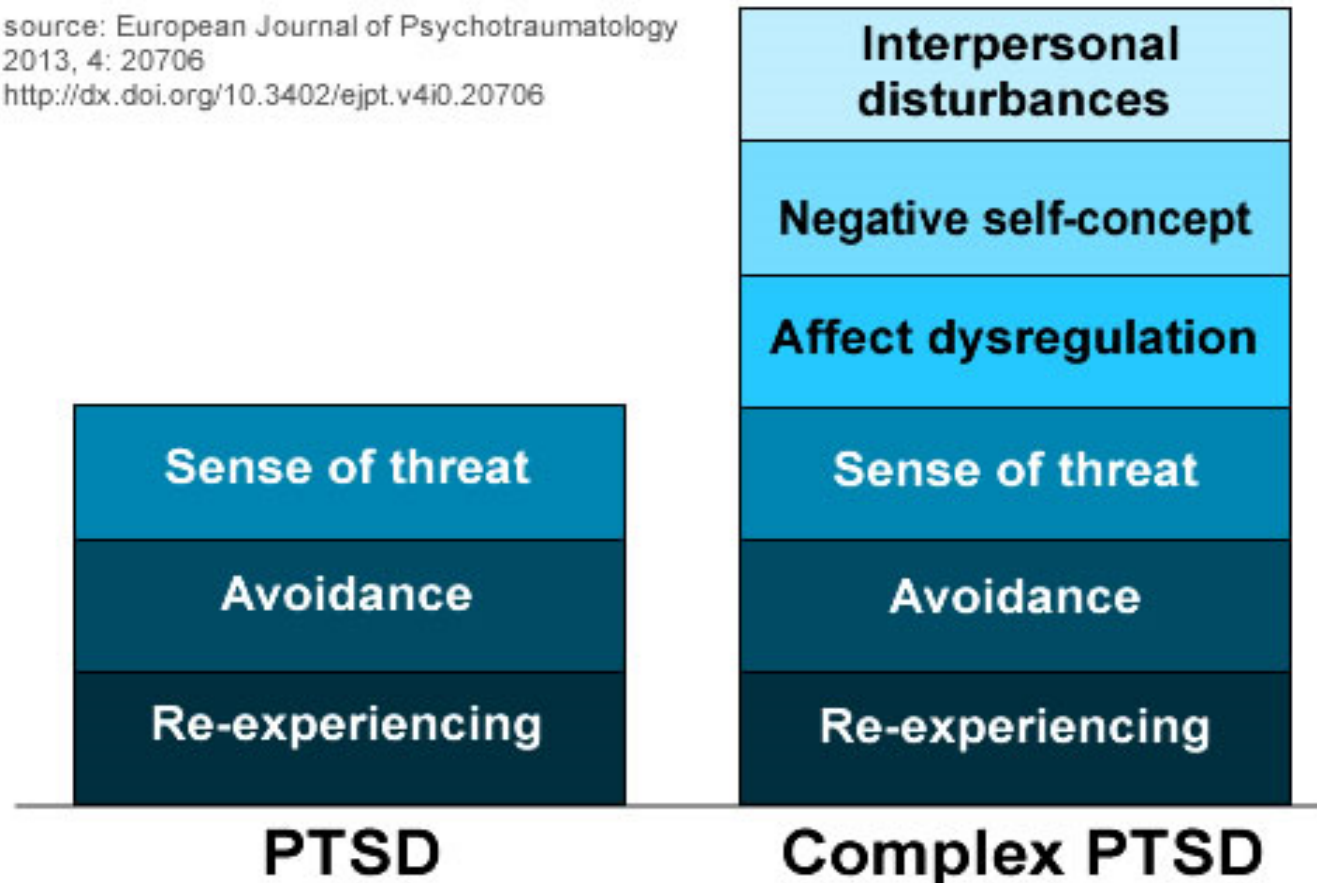 source: European Journal of Psychotraumatology
2013, 4: 20706
http://dx.doi.org/10.3402/ejpt.v4i0.20706
Sense of threat
Avoidance
Re-experiencing
PTSD
Interpersonal
disturbances
Negative self-concept
Affect dysregulation
Sense of threat
Avoidance
Re-experiencing
Complex PTSD